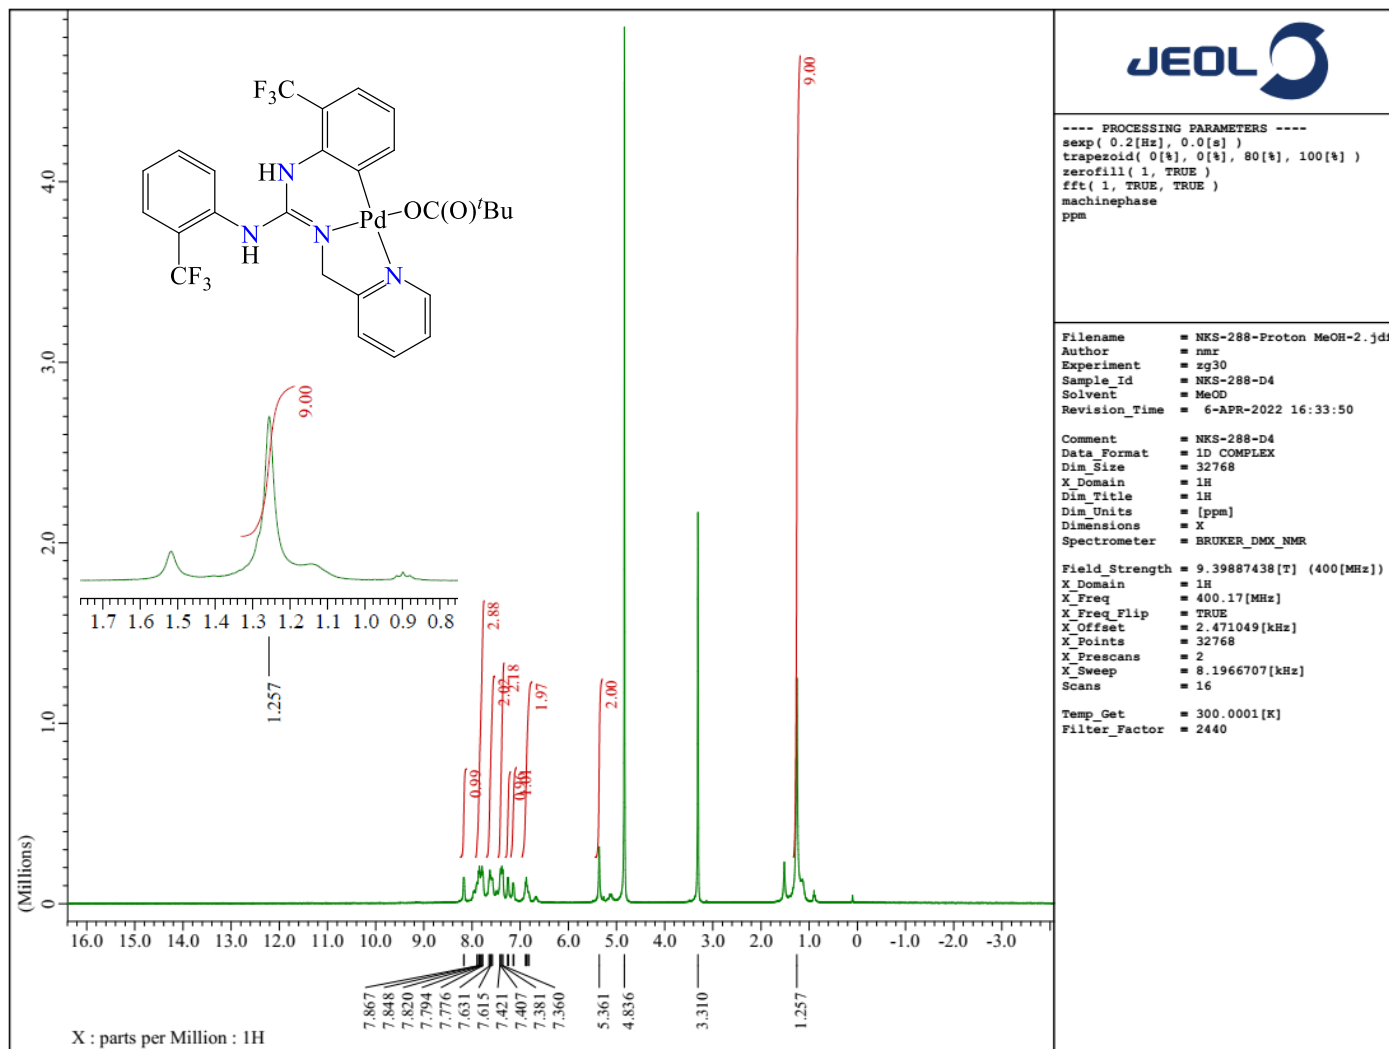 JEOL
---- PROCESSING PARAMETERS ----
sexp( 0.2[Hz], 0.0[s] )
trapezoid( 0[%], 0[%], 80[%], 100[%] )
zerofill( 1, TRUE )
fft( 1, TRUE, TRUE )
machinephase
ppm
Filename = NKS-288-Proton MeOH-2.jdf
Author = nmr
Experiment = zg30
Sample_Id = NKS-288-D4
Solvent = MeOD
Revision_Time = 6-APR-2022 16:33:50
Comment = NKS-288-D4
Data_Format = 1D COMPLEX
Dim_Size = 32768
X_Domain = 1H
Dim_Title = 1H
Dim_Units = [ppm]
Dimensions = X
Spectrometer = BRUKER_DMX_NMR
Field_Strength = 9.39887438[T] (400[MHz])
X_Domain = 1H
X_Freq = 400.17[MHz]
X_Freq_Flip = TRUE
X_Offset = 2.471049[kHz]
X_Points = 32768
X_Prescans = 2
X_Sweep = 8.1966707[kHz]
Scans = 16
Temp_Get = 300.0001[K]
Filter_Factor = 2440
F3C
HN
Pd OC(O)tBu
N
N
H
N
CF3
(Millions)
4.0
3.0
2.0
1.0
0
9.00
1.7 1.6 1.5 1.4 1.3 1.2 1.1 1.0 0.9 0.8
1.257
0.99
2.88
2.02
2.18
0.96
1.01
1.97
2.00
9.00
16.0 15.0 14.0 13.0 12.0 11.0 10.0 9.0 8.0 7.0 6.0 5.0 4.0 3.0 2.0 1.0 0 -1.0 -2.0 -3.0
7.867
7.848
7.820
7.794
7.776
7.631
7.615
7.421
7.407
7.381
7.360
5.361
4.836
3.310
1.257
X : parts per Million : 1H